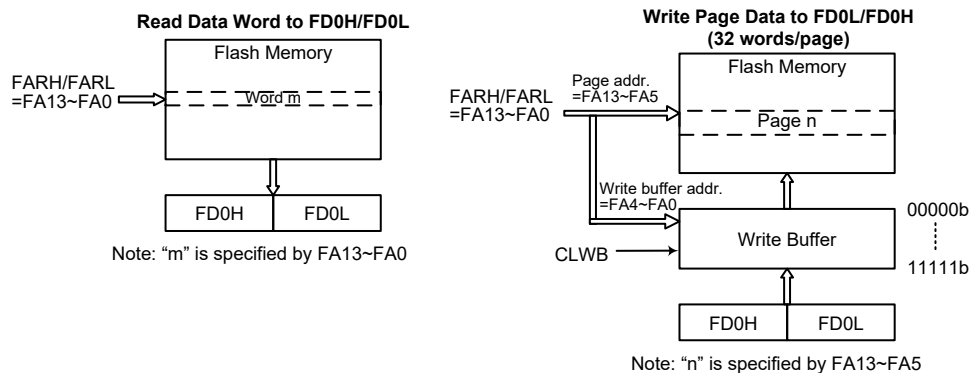 Read Data Word to FD0H/FD0L
Flash Memory
FARH/FARL
=FA13~FA0
Word m
FD0H FD0L
Note: “m” is specified by FA13~FA0
Write Page Data to FD0L/FD0H
(32 words/page)
Flash Memory
Page addr.
=FA13~FA5
FARH/FARL
=FA13~FA0
Page n
Write buffer addr.
=FA4~FA0
Write Buffer
00000b
11111b
CLWB
FD0H FD0L
Note: “n” is specified by FA13~FA5